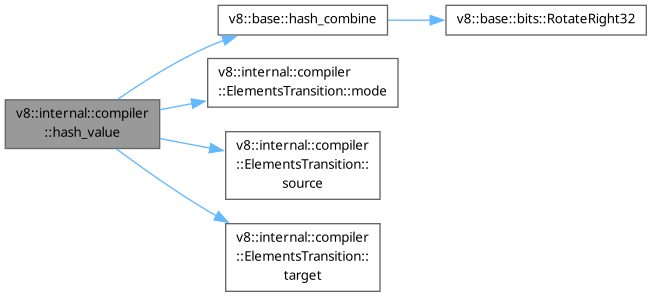 v8::internal::compiler
::hash_value
v8::base::hash_combine
v8::base::bits::RotateRight32
v8::internal::compiler
::ElementsTransition::mode
v8::internal::compiler
::ElementsTransition::
source
v8::internal::compiler
::ElementsTransition::
target